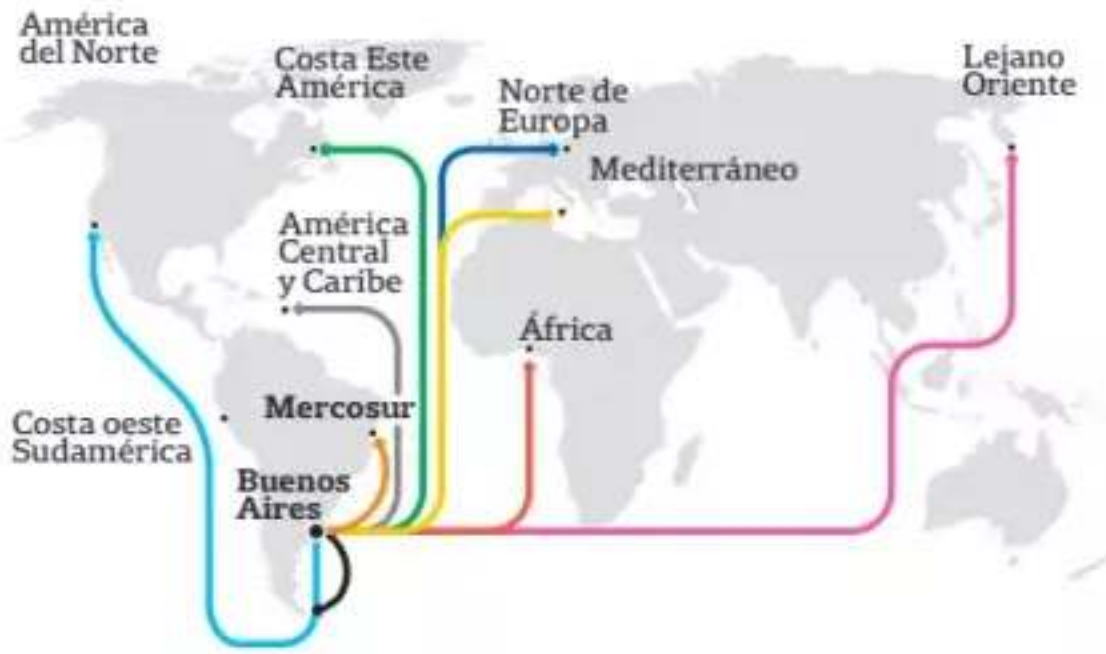 América
del Norte
Costa Este
América
Norte de
Europa
Lejano
Oriente
Mediterráneo
América
Central
y Caribe
África
Mercosur
Costa oeste
Sudamérica
Buenos
Aires